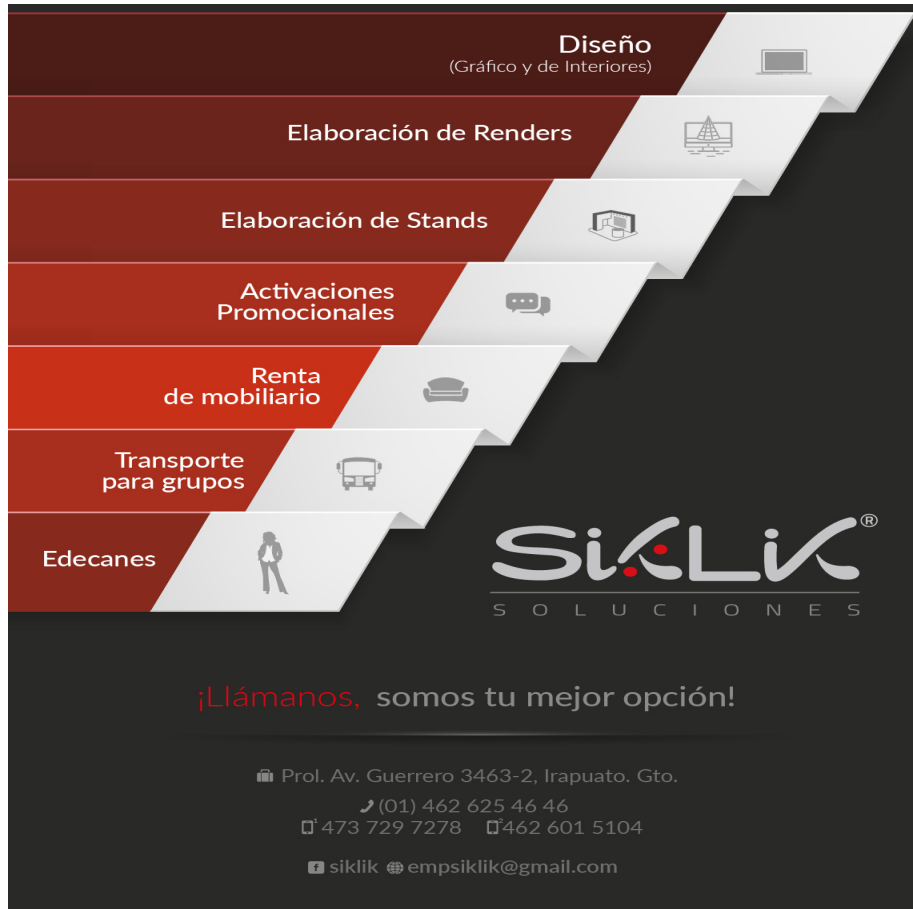 Diseño
(Gráfico y de Interiores)
Elaboración de Renders
Elaboración de Stands
Activaciones
Promocionales
Renta
de mobiliario
Transporte
para grupos
Edecanes
SiKLiK®
SOLUCIONES
¡Llámanos, somos tu mejor opción!
Prol. Av. Guerrero 3463-2, Irapuato. Gto.
(01) 462 625 46 46
1 473 729 7278 2 462 601 5104
siklik empsiklik@gmail.com